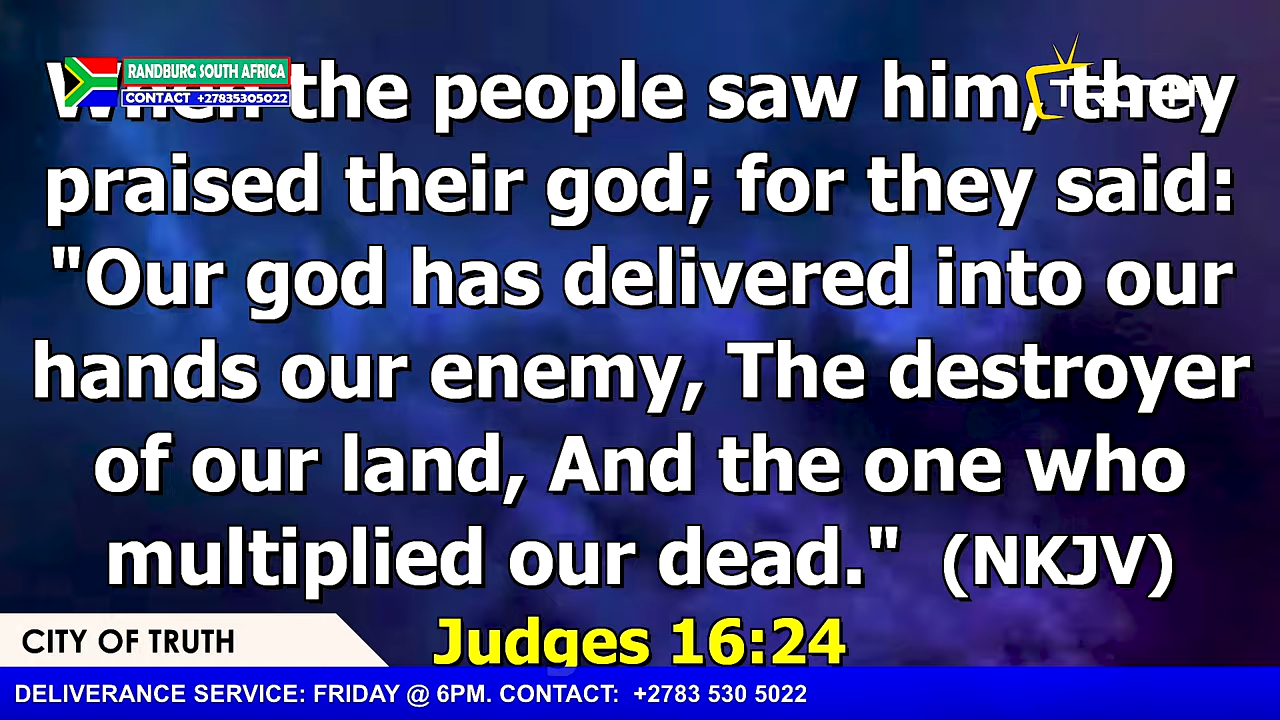 RANDBURG SOUTH AFRICA
CONTACT +27835305022
TRUTH
When the people saw him, they
praised their god; for they said:
"Our god has delivered into our
hands our enemy, The destroyer
of our land, And the one who
multiplied our dead." (NKJV)
Judges 16:24
CITY OF TRUTH
DELIVERANCE SERVICE: FRIDAY @ 6PM. CONTACT: +2783 530 5022